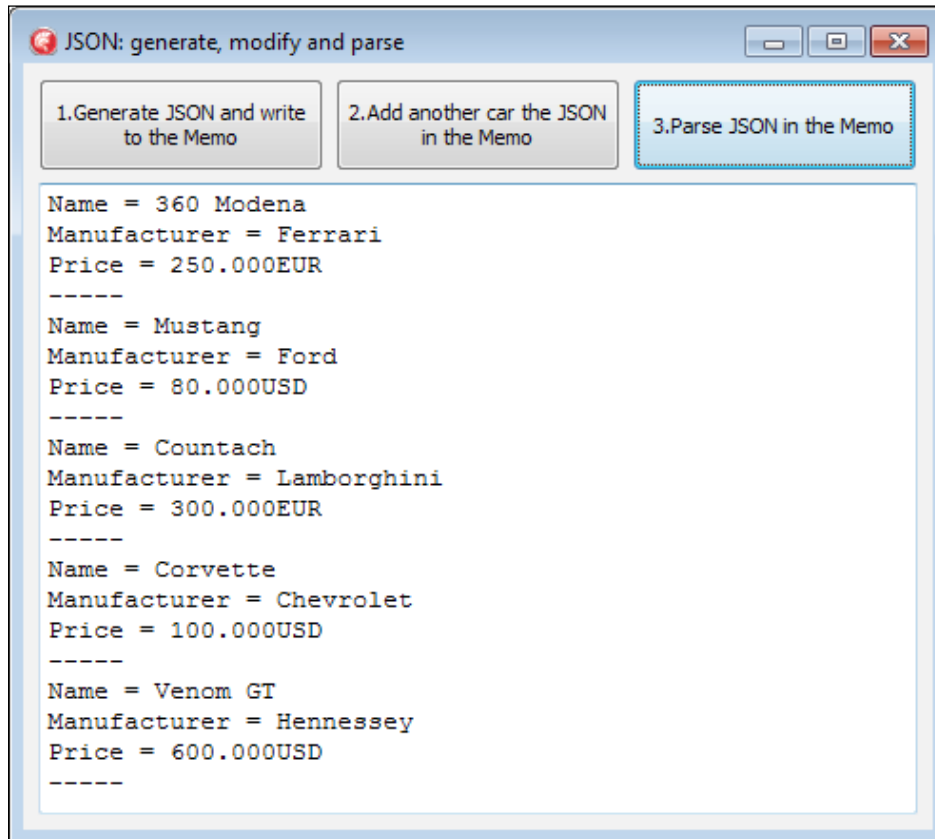 JSON: generate, modify and parse
1.Generate JSON and write
to the Memo
2.Add another car the JSON
in the Memo
3.Parse JSON in the Memo
Name = 360 Modena
Manufacturer = Ferrari
Price = 250.000EUR
-----
Name = Mustang
Manufacturer = Ford
Price = 80.000USD
-----
Name = Countach
Manufacturer = Lamborghini
Price = 300.000EUR
-----
Name = Corvette
Manufacturer = Chevrolet
Price = 100.000USD
-----
Name = Venom GT
Manufacturer = Hennessey
Price = 600.000USD
-----